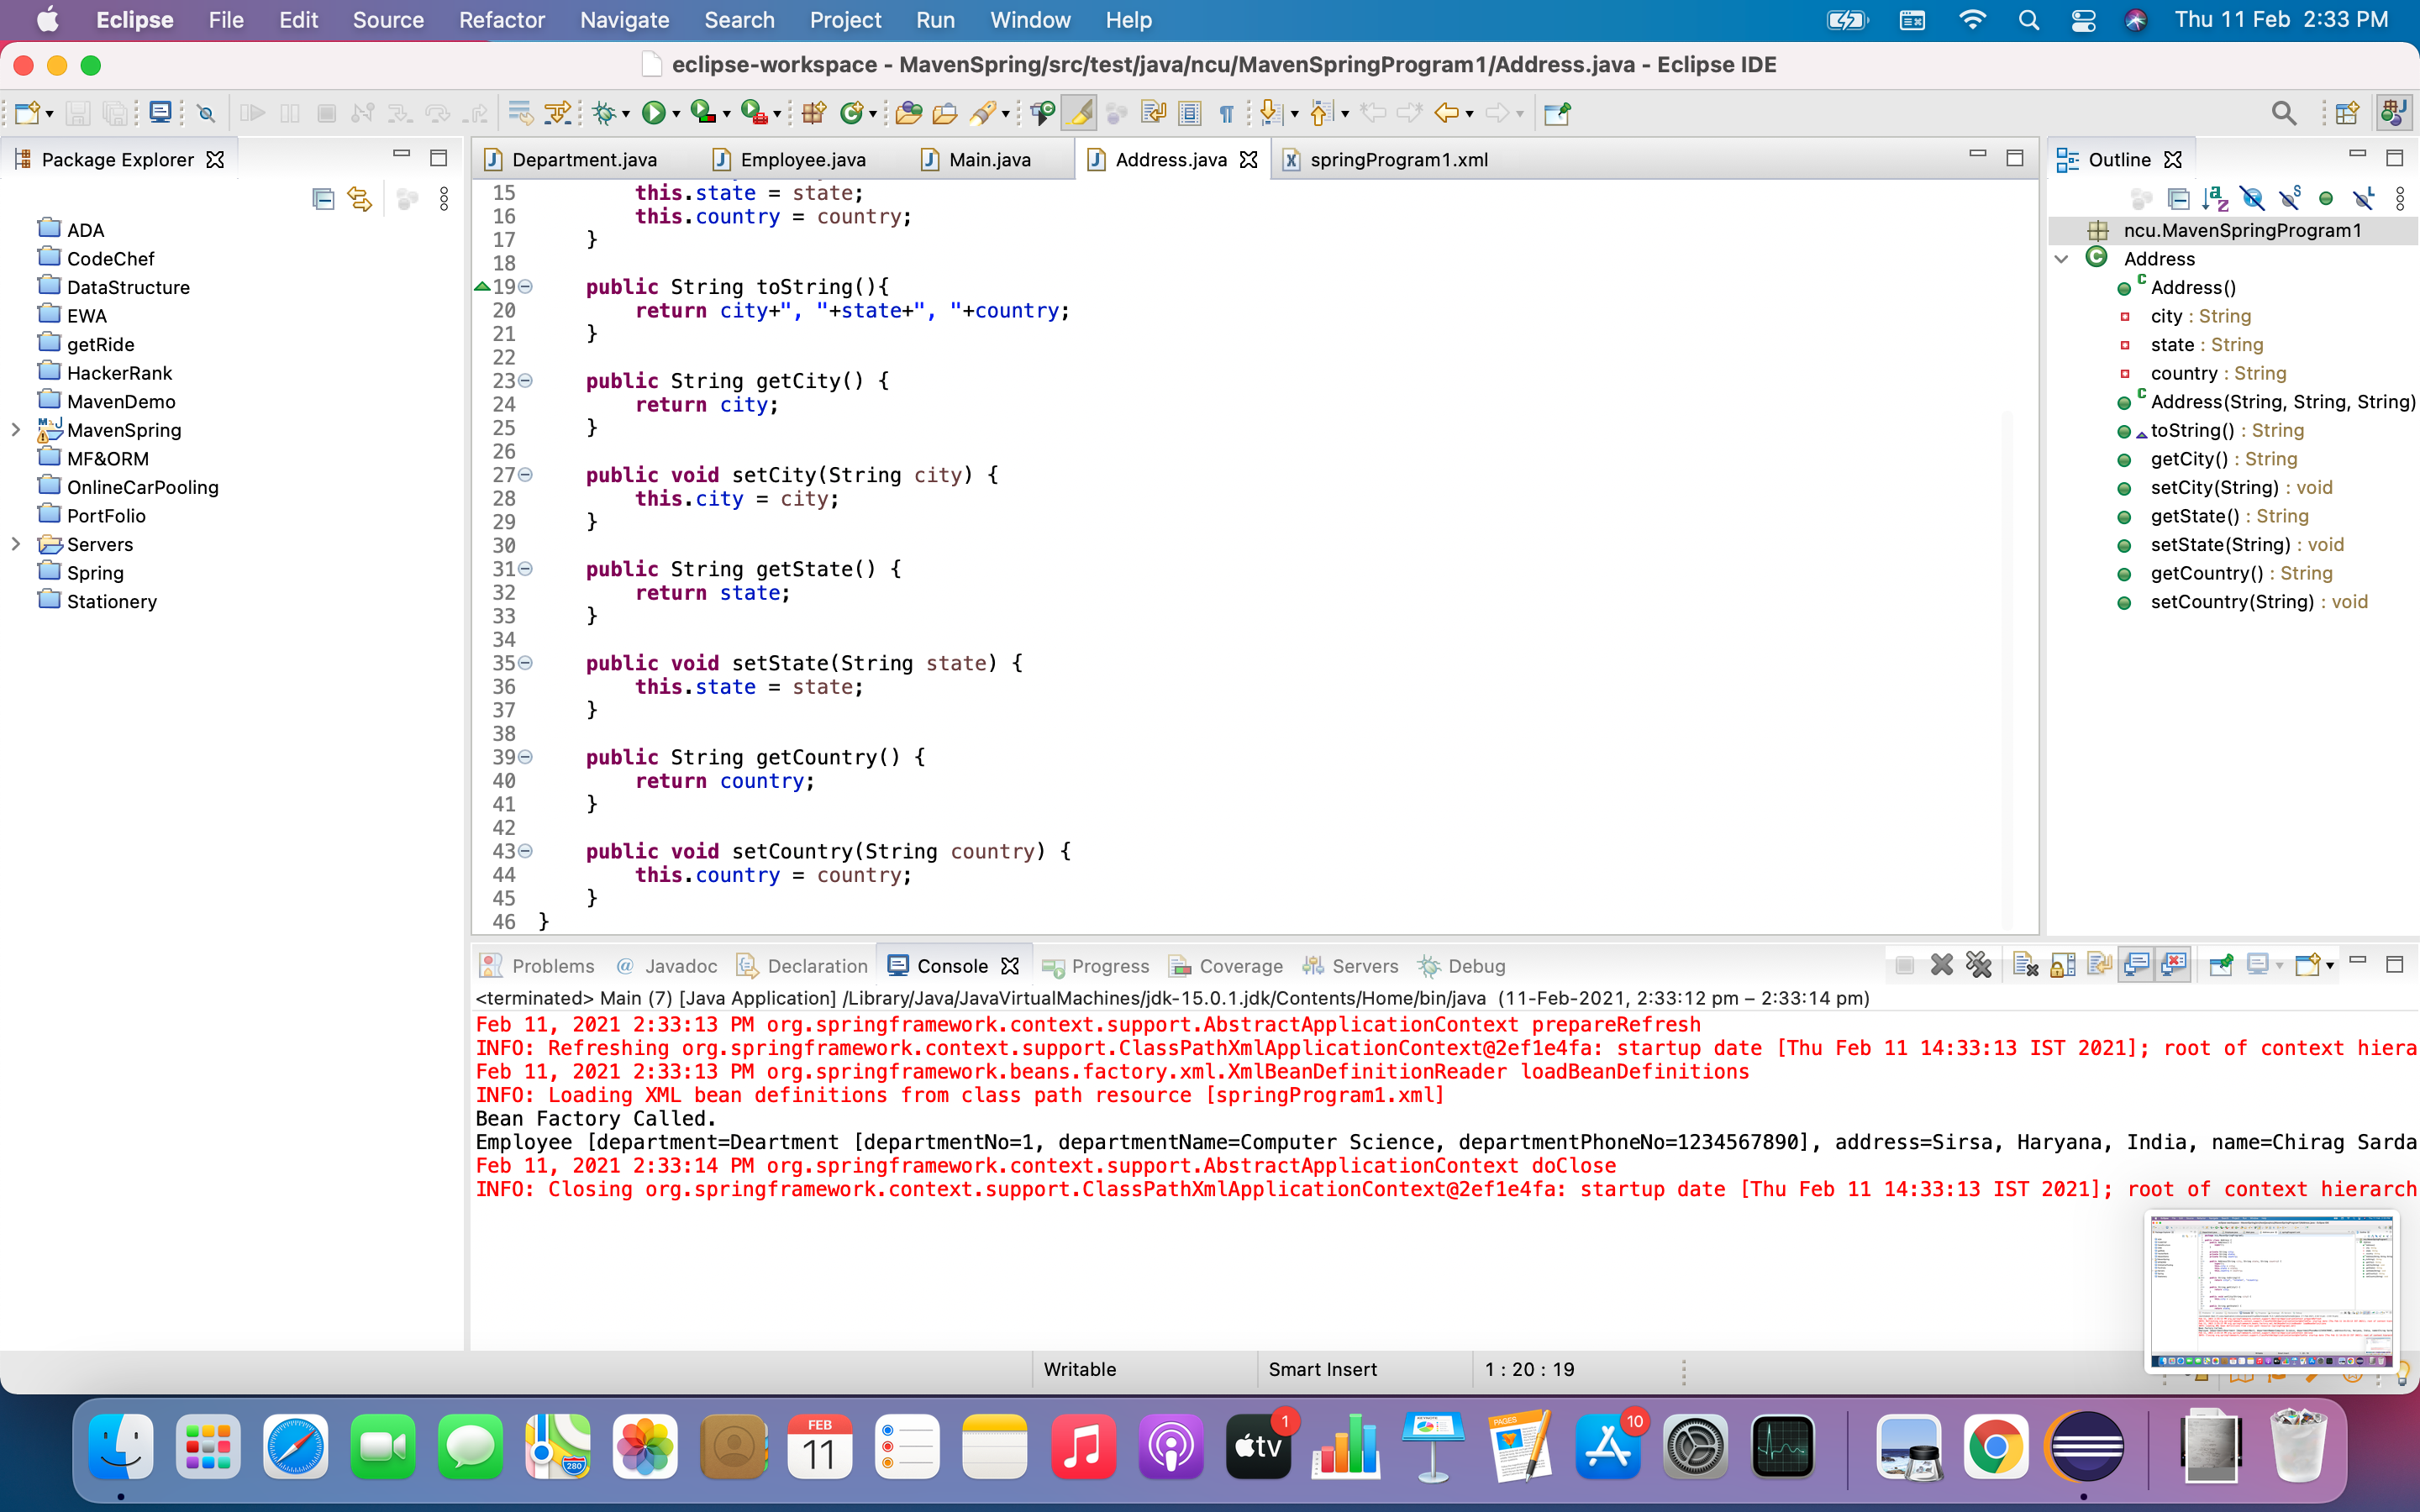 Eclipse File Edit Source Refactor Navigate Search Project Run Window Help Thu 11 Feb 2:33 PM
eclipse-workspace - MavenSpring/src/test/java/ncu/MavenSpringProgram1/Address.java - Eclipse IDE
Package Explorer
ADA
CodeChef
DataStructure
EWA
getRide
HackerRank
MavenDemo
MavenSpring
MF&ORM
OnlineCarPooling
PortFolio
Servers
Spring
Stationery
Department.java Employee.java Main.java Address.java springProgram1.xml
15 this.state = state;
16 this.country = country;
17 }
18
19 public String toString(){
20 return city+", "+state+", "+country;
21 }
22
23 public String getCity() {
24 return city;
25 }
26
27 public void setCity(String city) {
28 this.city = city;
29 }
30
31 public String getState() {
32 return state;
33 }
34
35 public void setState(String state) {
36 this.state = state;
37 }
38
39 public String getCountry() {
40 return country;
41 }
42
43 public void setCountry(String country) {
44 this.country = country;
45 }
46 }
Outline
ncu.MavenSpringProgram1
Address
Address()
city : String
state : String
country : String
Address(String, String, String)
toString() : String
getCity() : String
setCity(String) : void
getState() : String
setState(String) : void
getCountry() : String
setCountry(String) : void
Problems Javadoc Declaration Console Progress Coverage Servers Debug
<terminated> Main (7) [Java Application] /Library/Java/JavaVirtualMachines/jdk-15.0.1.jdk/Contents/Home/bin/java (11-Feb-2021, 2:33:12 pm – 2:33:14 pm)
Feb 11, 2021 2:33:13 PM org.springframework.context.support.AbstractApplicationContext prepareRefresh
INFO: Refreshing org.springframework.context.support.ClassPathXmlApplicationContext@2ef1e4fa: startup date [Thu Feb 11 14:33:13 IST 2021]; root of context hiera
Feb 11, 2021 2:33:13 PM org.springframework.beans.factory.xml.XmlBeanDefinitionReader loadBeanDefinitions
INFO: Loading XML bean definitions from class path resource [springProgram1.xml]
Bean Factory Called.
Employee [department=Deartment [departmentNo=1, departmentName=Computer Science, departmentPhoneNo=1234567890], address=Sirsa, Haryana, India, name=Chirag Sarda
Feb 11, 2021 2:33:14 PM org.springframework.context.support.AbstractApplicationContext doClose
INFO: Closing org.springframework.context.support.ClassPathXmlApplicationContext@2ef1e4fa: startup date [Thu Feb 11 14:33:13 IST 2021]; root of context hierarch
Writable Smart Insert 1 : 20 : 19
FEB
11
280
tv
1
PAGES
10